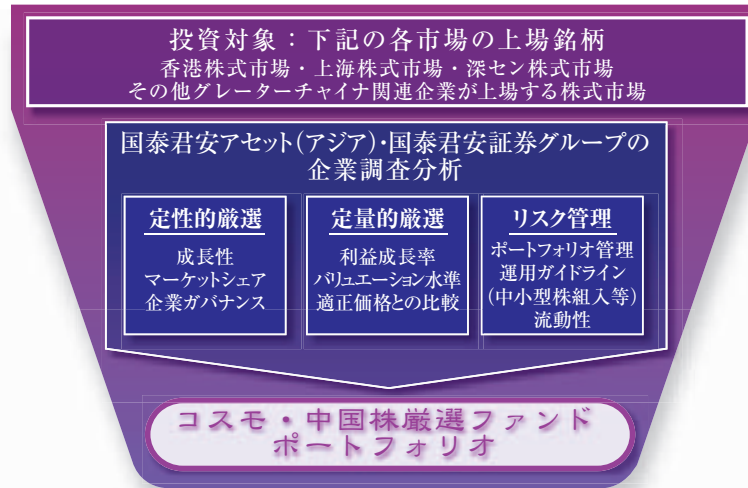 投資対象：下記の各市場の上場銘柄
香港株式市場・上海株式市場・深セン株式市場
その他グレーターチャイナ関連企業が上場する株式市場
国泰君安アセット(アジア)・国泰君安証券グループの
企業調査分析
定性的厳選
成長性
マーケットシェア
企業ガバナンス
定量的厳選
利益成長率
バリュエーション水準
適正価格との比較
リスク管理
ポートフォリオ管理
運用ガイドライン
(中小型株組入等)
流動性
コスモ・中国株厳選ファンド
ポートフォリオ